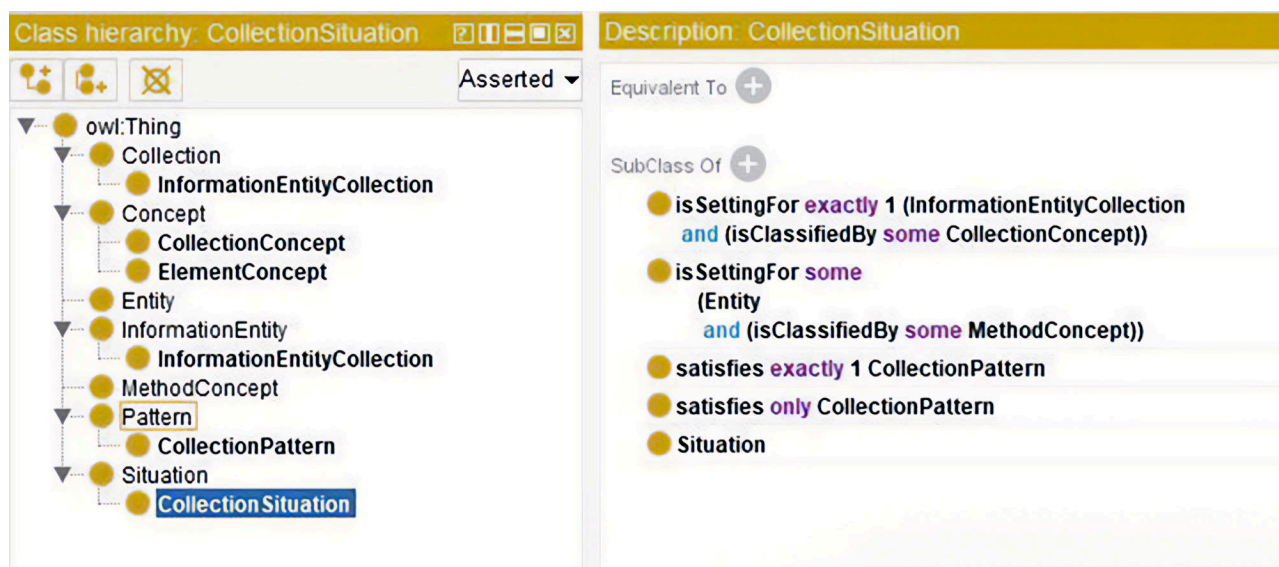 Class hierarchy: CollectionSituation
Asserted
owl:Thing
Collection
InformationEntityCollection
Concept
CollectionConcept
ElementConcept
Entity
InformationEntity
InformationEntityCollection
MethodConcept
Pattern
CollectionPattern
Situation
CollectionSituation
Description: CollectionSituation
Equivalent To
SubClass Of
isSettingFor exactly 1 (InformationEntityCollection
and (isClassifiedBy some CollectionConcept))
isSettingFor some
(Entity
and (isClassifiedBy some MethodConcept))
satisfies exactly 1 CollectionPattern
satisfies only CollectionPattern
Situation